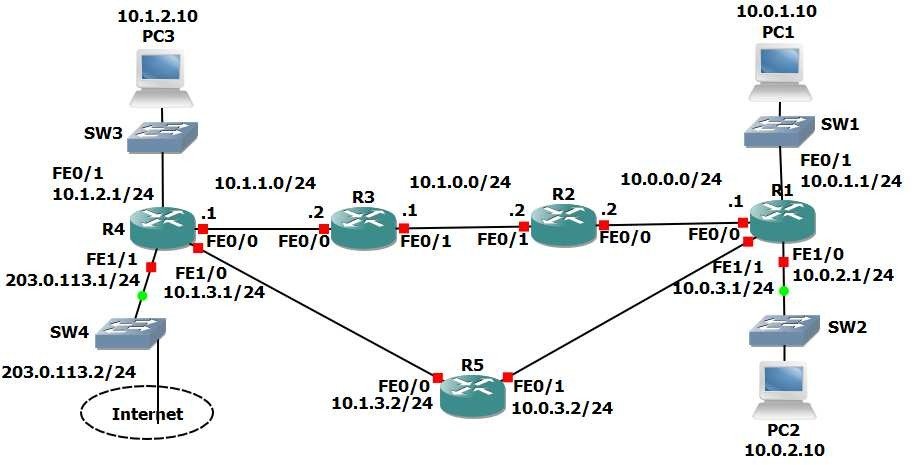 10.1.2.10
PC3
10.0.1.10
PC1
SW3
SW1
FE0/1
10.1.2.1/24
FE0/1
10.0.1.1/24
10.1.1.0/24
10.1.0.0/24
10.0.0.0/24
R4
.1
.2
R3
.1
.2
R2
.2
.1
R1
FE0/0
FE0/0
FE0/1
FE0/1
FE0/0
FE0/0
FE1/1
203.0.113.1/24
FE1/0
10.1.3.1/24
FE1/1
10.0.3.1/24
FE1/0
10.0.2.1/24
SW4
SW2
203.0.113.2/24
Internet
R5
FE0/0
10.1.3.2/24
FE0/1
10.0.3.2/24
PC2
10.0.2.10